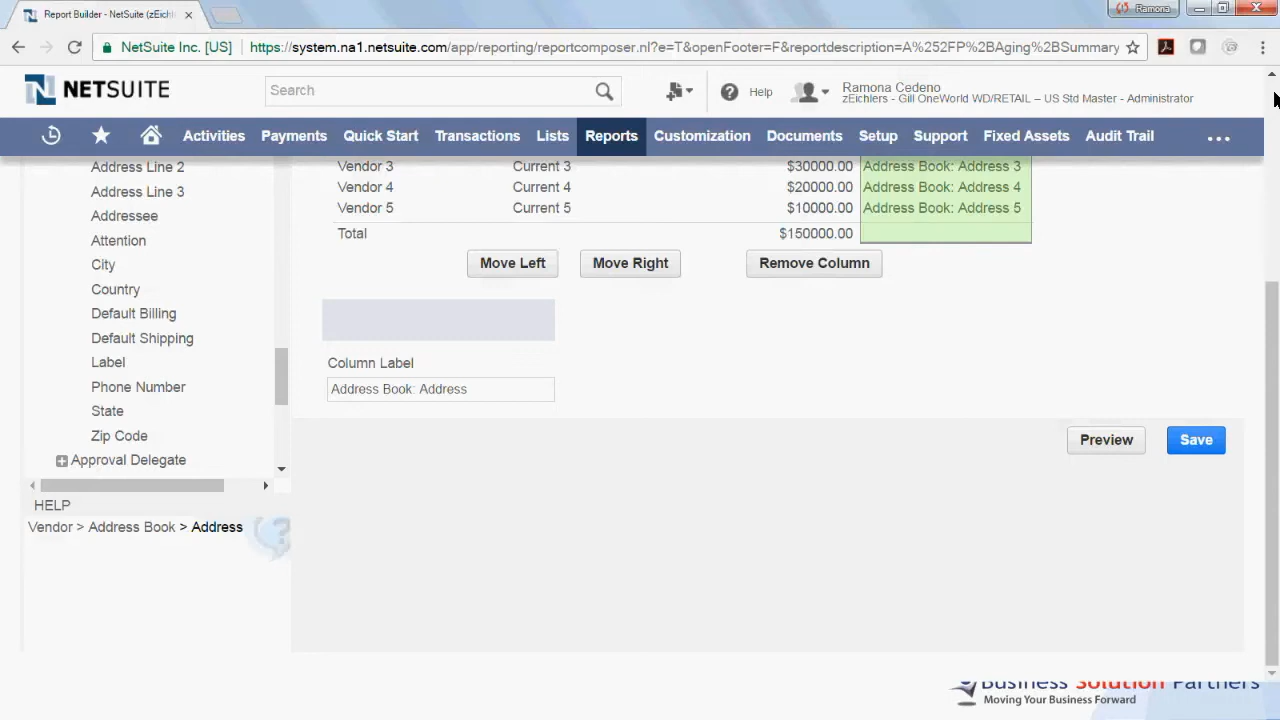 Report Builder - NetSuite (zEichl
Ramona
NetSuite Inc. [US]
https://system.na1.netsuite.com/app/reporting/reportcomposer.nl?e=T&openFooter=F&reportdescription=A%252FP%2BAging%2BSummary
NETSUITE
Search
Help
Ramona Cedeno
zEichlers - Gill OneWorld WD/RETAIL – US Std Master - Administrator
Activities Payments Quick Start Transactions Lists Reports Customization Documents Setup Support Fixed Assets Audit Trail
Address Line 2
Address Line 3
Addressee
Attention
City
Country
Default Billing
Default Shipping
Label
Phone Number
State
Zip Code
Approval Delegate
HELP
Vendor > Address Book > Address
Vendor 3 Current 3 $30000.00 Address Book: Address 3
Vendor 4 Current 4 $20000.00 Address Book: Address 4
Vendor 5 Current 5 $10000.00 Address Book: Address 5
Total $150000.00
Move Left Move Right Remove Column
Column Label
Address Book: Address
Preview Save
Business Solution Partners
Moving Your Business Forward